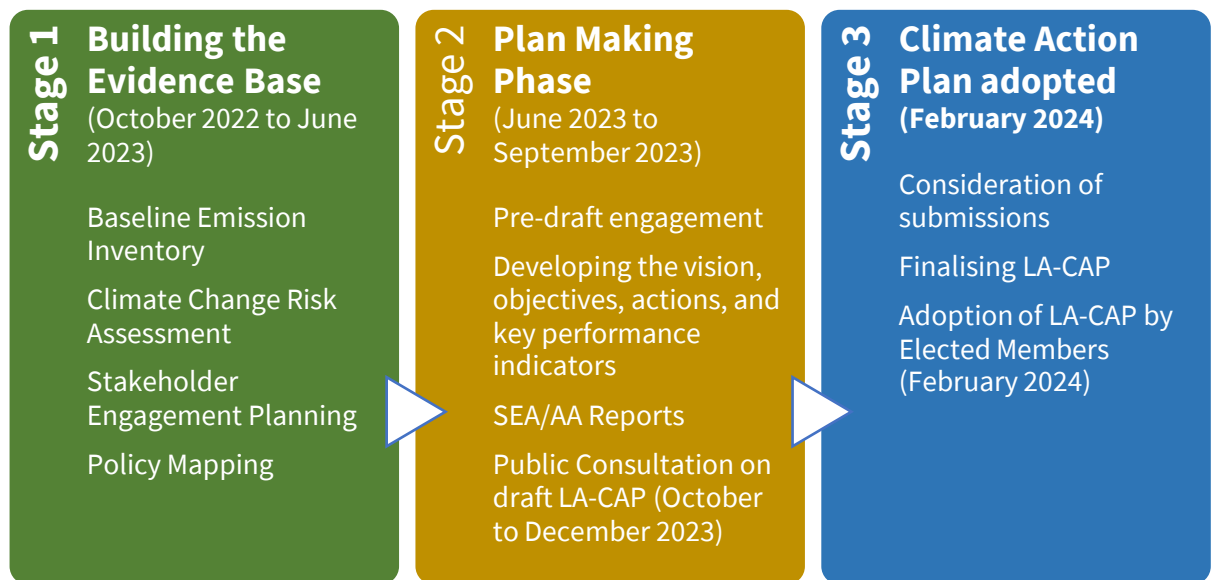 Stage 1
Building the
Evidence Base
(October 2022 to June
2023)
Baseline Emission
Inventory
Climate Change Risk
Assessment
Stakeholder
Engagement Planning
Policy Mapping
Stage 2
Plan Making
Phase
(June 2023 to
September 2023)
Pre-draft engagement
Developing the vision,
objectives, actions, and
key performance
indicators
SEA/AA Reports
Public Consultation on
draft LA-CAP (October
to December 2023)
Stage 3
Climate Action
Plan adopted
(February 2024)
Consideration of
submissions
Finalising LA-CAP
Adoption of LA-CAP by
Elected Members
(February 2024)